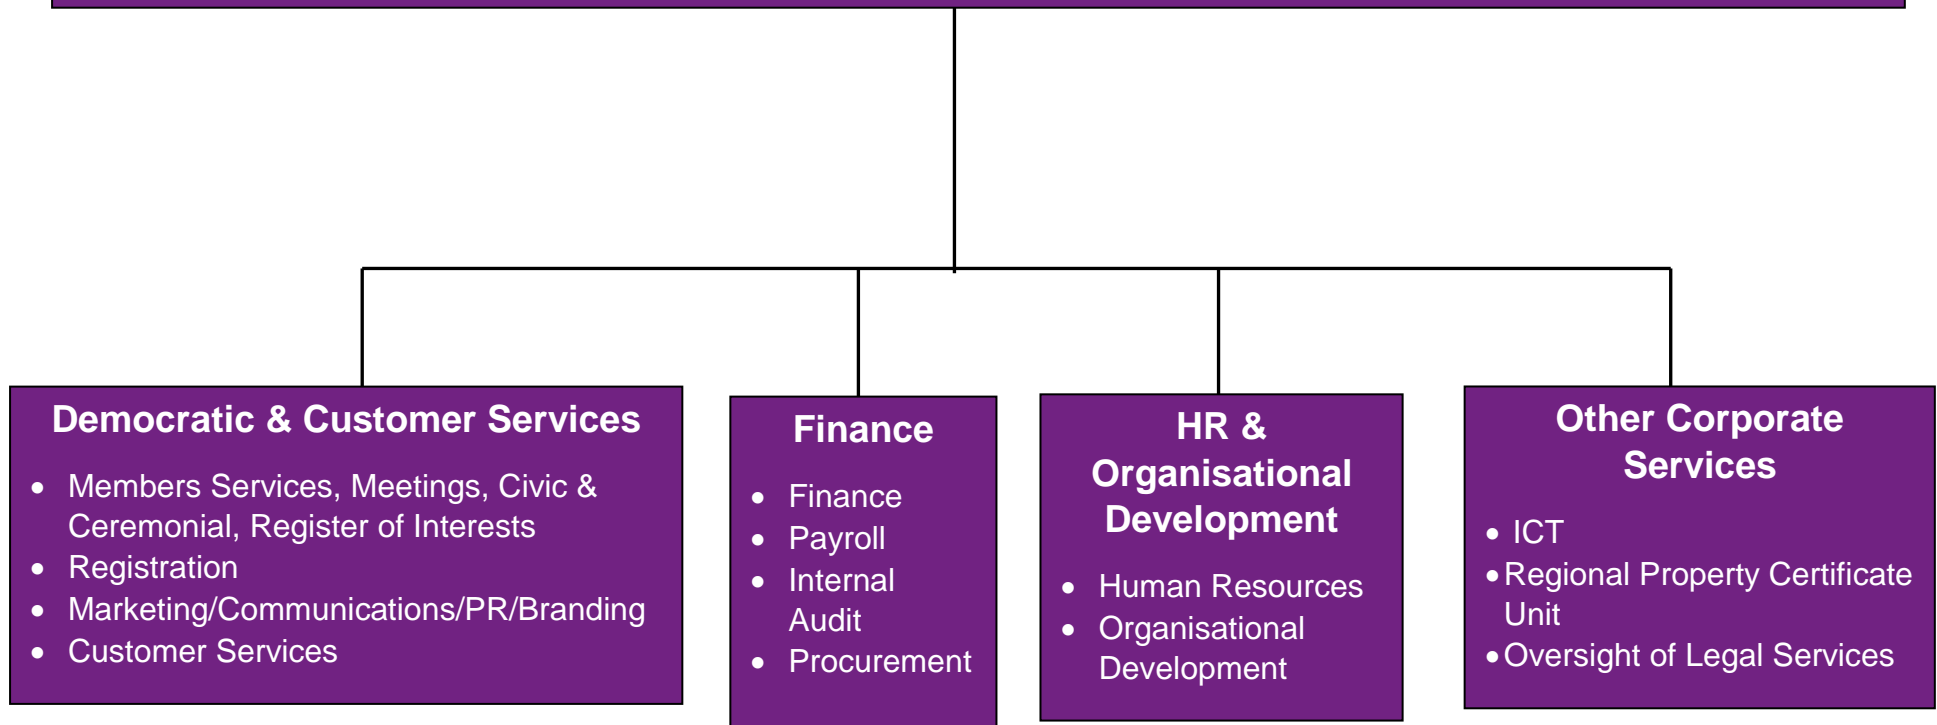 Democratic & Customer Services
• Members Services, Meetings, Civic &
Ceremonial, Register of Interests
• Registration
• Marketing/Communications/PR/Branding
• Customer Services
Finance
• Finance
• Payroll
• Internal
Audit
• Procurement
HR &
Organisational
Development
• Human Resources
• Organisational
Development
Other Corporate
Services
• ICT
• Regional Property Certificate
Unit
• Oversight of Legal Services